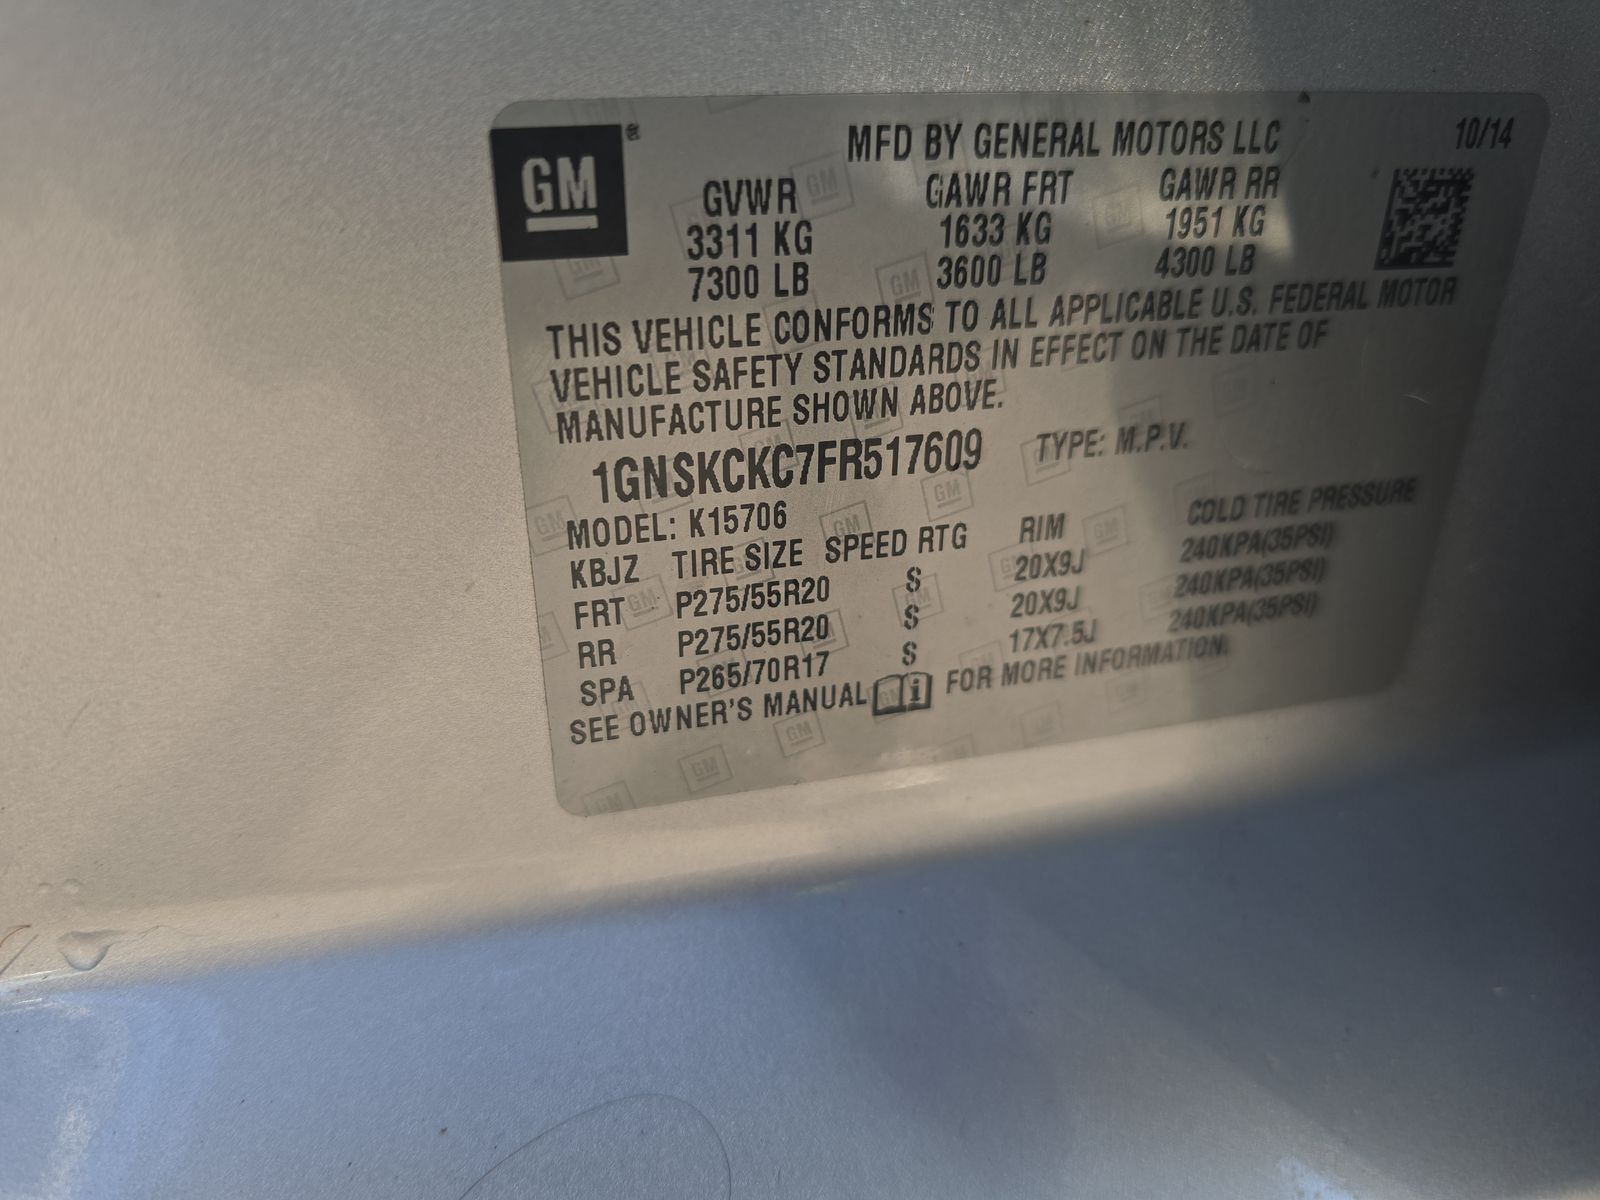 GM®
MFD BY GENERAL MOTORS LLC 10/14
GVWR GAWR FRT GAWR RR
3311 KG 1633 KG 1951 KG
7300 LB 3600 LB 4300 LB
THIS VEHICLE CONFORMS TO ALL APPLICABLE U.S. FEDERAL MOTOR
VEHICLE SAFETY STANDARDS IN EFFECT ON THE DATE OF
MANUFACTURE SHOWN ABOVE.
1GNSKCKC7FR517609 TYPE: M.P.V.
MODEL: K15706
KBJZ TIRE SIZE SPEED RTG RIM COLD TIRE PRESSURE
FRT P275/55R20 S 20X9J 240KPA(35PSI)
RR P275/55R20 S 20X9J 240KPA(35PSI)
SPA P265/70R17 S 17X7.5J 240KPA(35PSI)
SEE OWNER'S MANUAL FOR MORE INFORMATION.